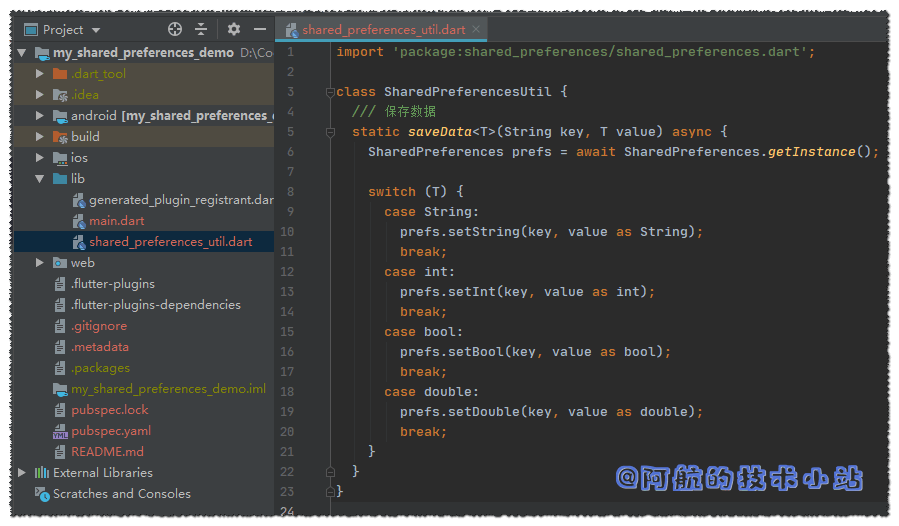 Project
my_shared_preferences_demo D:\Co
.dart_tool
.idea
android [my_shared_preferences_
build
ios
lib
generated_plugin_registrant.dar
main.dart
shared_preferences_util.dart
web
.flutter-plugins
.flutter-plugins-dependencies
.gitignore
.metadata
.packages
my_shared_preferences_demo.iml
pubspec.lock
YML pubspec.yaml
README.md
External Libraries
Scratches and Consoles
shared_preferences_util.dart
1 import 'package:shared_preferences/shared_preferences.dart';
2
3 class SharedPreferencesUtil {
4 /// 保存数据
5 static saveData<T>(String key, T value) async {
6 SharedPreferences prefs = await SharedPreferences.getInstance();
7
8 switch (T) {
9 case String:
10 prefs.setString(key, value as String);
11 break;
12 case int:
13 prefs.setInt(key, value as int);
14 break;
15 case bool:
16 prefs.setBool(key, value as bool);
17 break;
18 case double:
19 prefs.setDouble(key, value as double);
20 break;
21 }
22 }
23 }
24
@阿航的技术小站